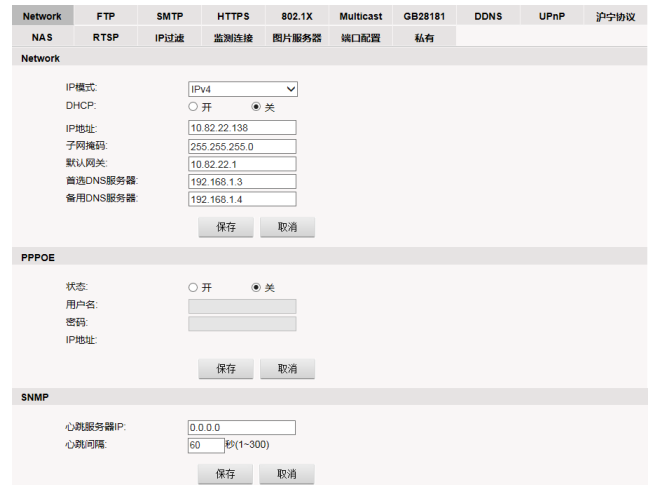 Network FTP SMTP HTTPS 802.1X Multicast GB28181 DDNS UPnP 沪宁协议
NAS RTSP IP过滤 监测连接 图片服务器 端口配置 私有
Network
IP模式: IPv4
DHCP: 开 关
IP地址: 10.82.22.138
子网掩码: 255.255.255.0
默认网关: 10.82.22.1
首选DNS服务器: 192.168.1.3
备用DNS服务器: 192.168.1.4
保存 取消
PPPOE
状态: 开 关
用户名:
密码:
IP地址:
保存 取消
SNMP
心跳服务器IP: 0.0.0.0
心跳间隔: 60 秒(1~300)
保存 取消